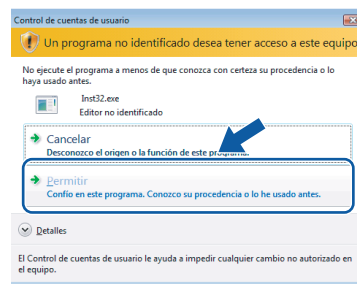 Control de cuentas de usuario
Un programa no identificado desea tener acceso a este equipo
No ejecute el programa a menos de que conozca con certeza su procedencia o lo
haya usado antes.
Inst32.exe
Editor no identificado
Cancelar
Desconozco el origen o la función de este programa.
Permitir
Confío en este programa. Conozco su procedencia o lo he usado antes.
Detalles
El Control de cuentas de usuario le ayuda a impedir cualquier cambio no autorizado en
el equipo.